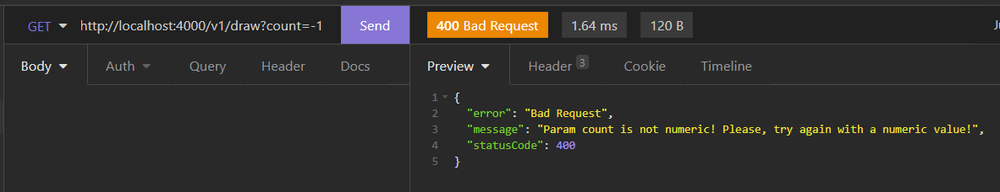 GET http://localhost:4000/v1/draw?count=-1 Send 400 Bad Request 1.64 ms 120 B
Body Auth Query Header Docs Preview Header 3 Cookie Timeline
1 {
2 "error": "Bad Request",
3 "message": "Param count is not numeric! Please, try again with a numeric value!",
4 "statusCode": 400
5 }